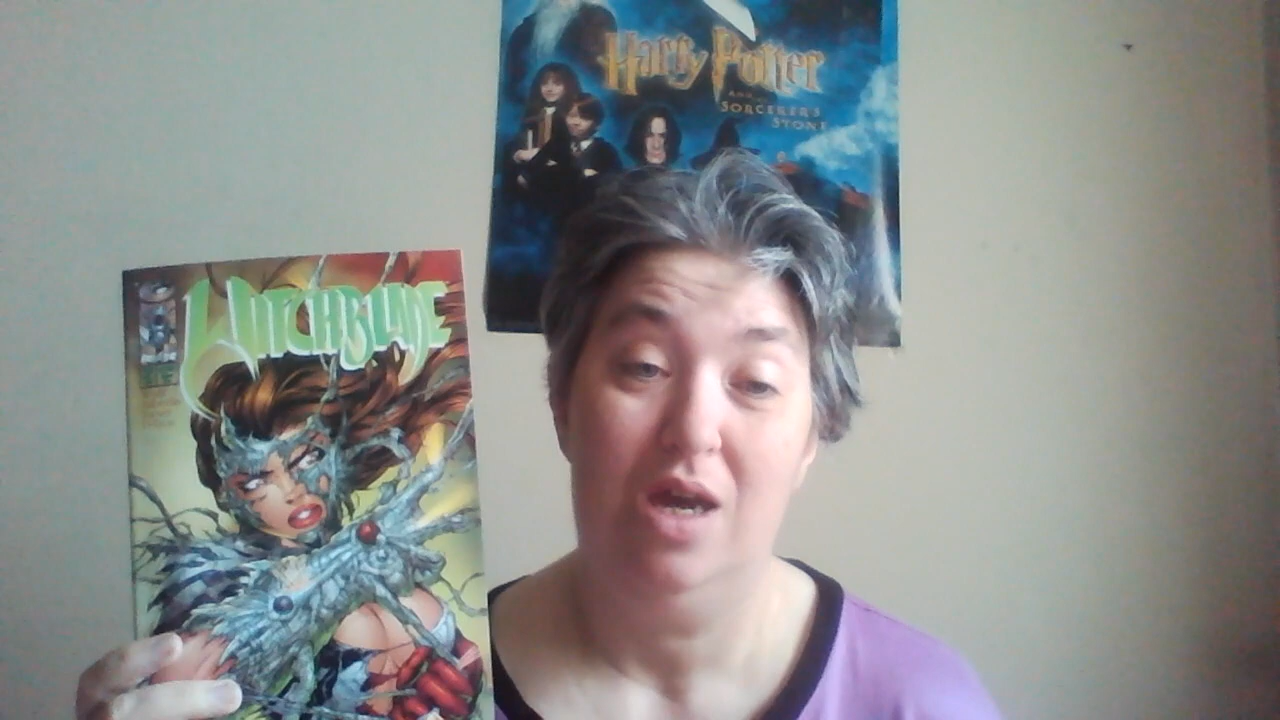 Harry Potter
AND THE
SORCERER'S
STONE
WITCHBLADE